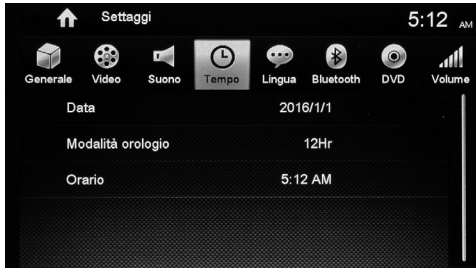 Settaggi 5:12 AM
Generale Video Suono Tempo Lingua Bluetooth DVD Volume
Data 2016/1/1
Modalità orologio 12Hr
Orario 5:12 AM